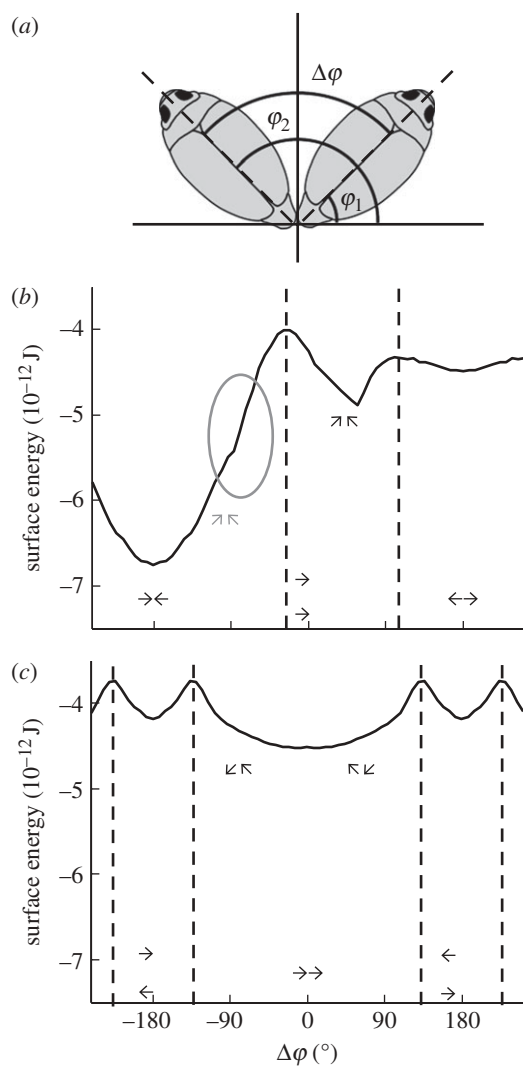 (a)
Δφ
φ2
φ1
(b)
−4
−5
−6
−7
surface energy (10−12 J)
(c)
−4
−5
−6
−7
surface energy (10−12 J)
−180 −90 0 90 180
Δφ (°)